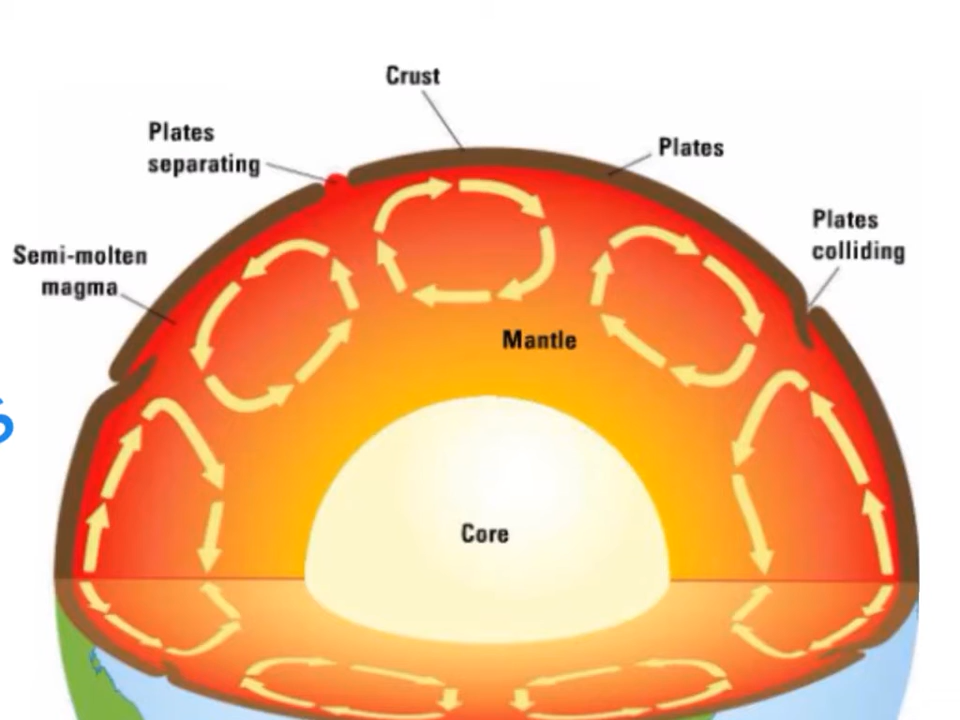 Crust
Plates
separating
Plates
Plates
colliding
Semi-molten
magma
Mantle
Core